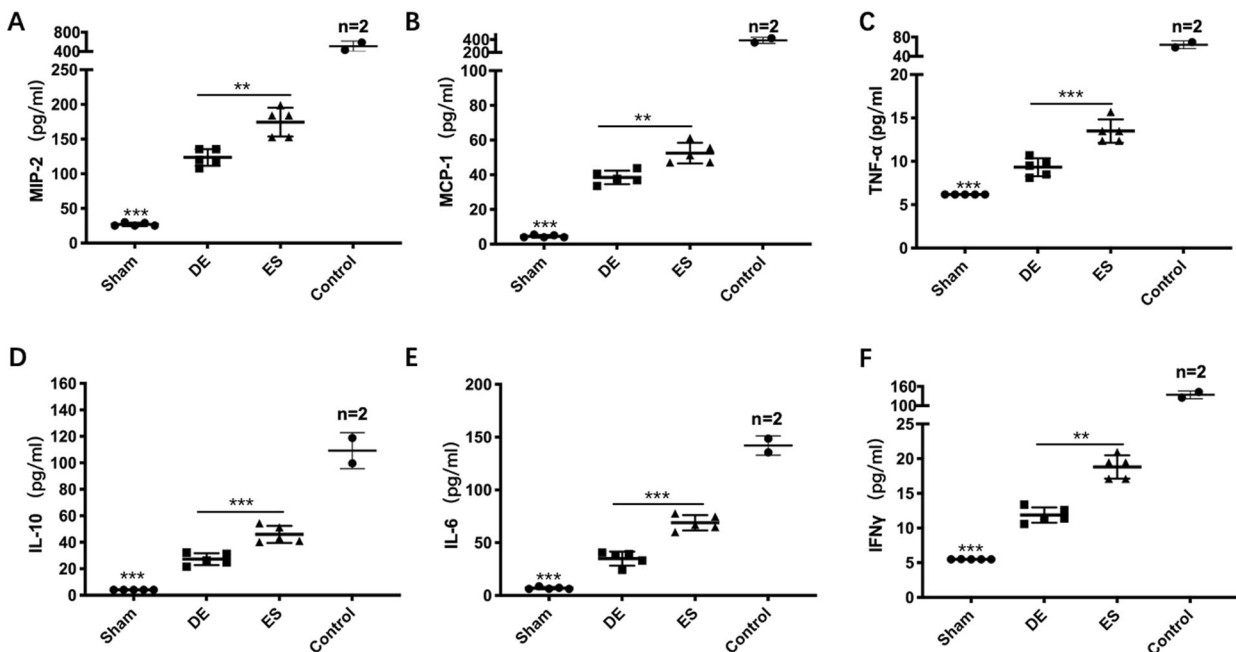 A
MIP-2 (pg/ml)
800
400
250
200
150
100
50
0
n=2
**
***
Sham
DE
ES
Control
B
MCP-1 (pg/ml)
400
200
100
80
60
40
20
0
n=2
**
***
Sham
DE
ES
Control
C
TNF-α (pg/ml)
80
40
20
15
10
5
0
n=2
***
***
Sham
DE
ES
Control
D
IL-10 (pg/ml)
160
140
120
100
80
60
40
20
0
n=2
***
***
Sham
DE
ES
Control
E
IL-6 (pg/ml)
200
150
100
50
0
n=2
***
***
Sham
DE
ES
Control
F
IFNγ (pg/ml)
160
100
25
20
15
10
5
0
n=2
**
***
Sham
DE
ES
Control